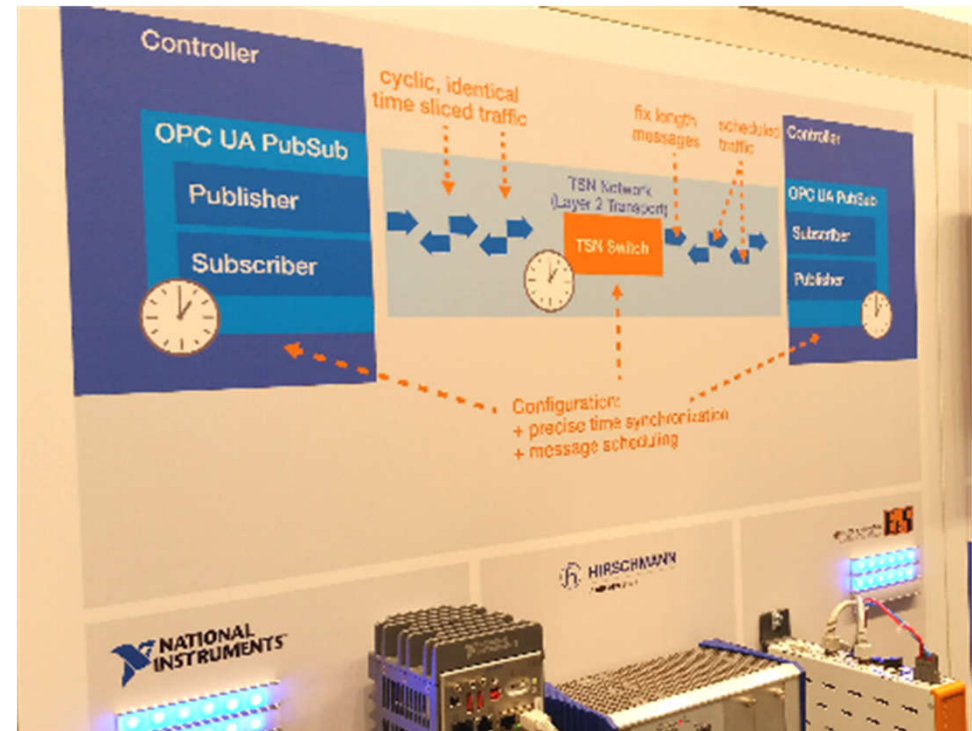 Controller
OPC UA PubSub
Publisher
Subscriber
cyclic, identical
time sliced traffic
fix length
messages
scheduled
traffic
TSN Network
(Layer 2 Transport)
TSN Switch
Controller
OPC UA PubSub
Subscriber
Publisher
Configuration:
+ precise time synchronization
+ message scheduling
NATIONAL
INSTRUMENTS
HIRSCHMANN